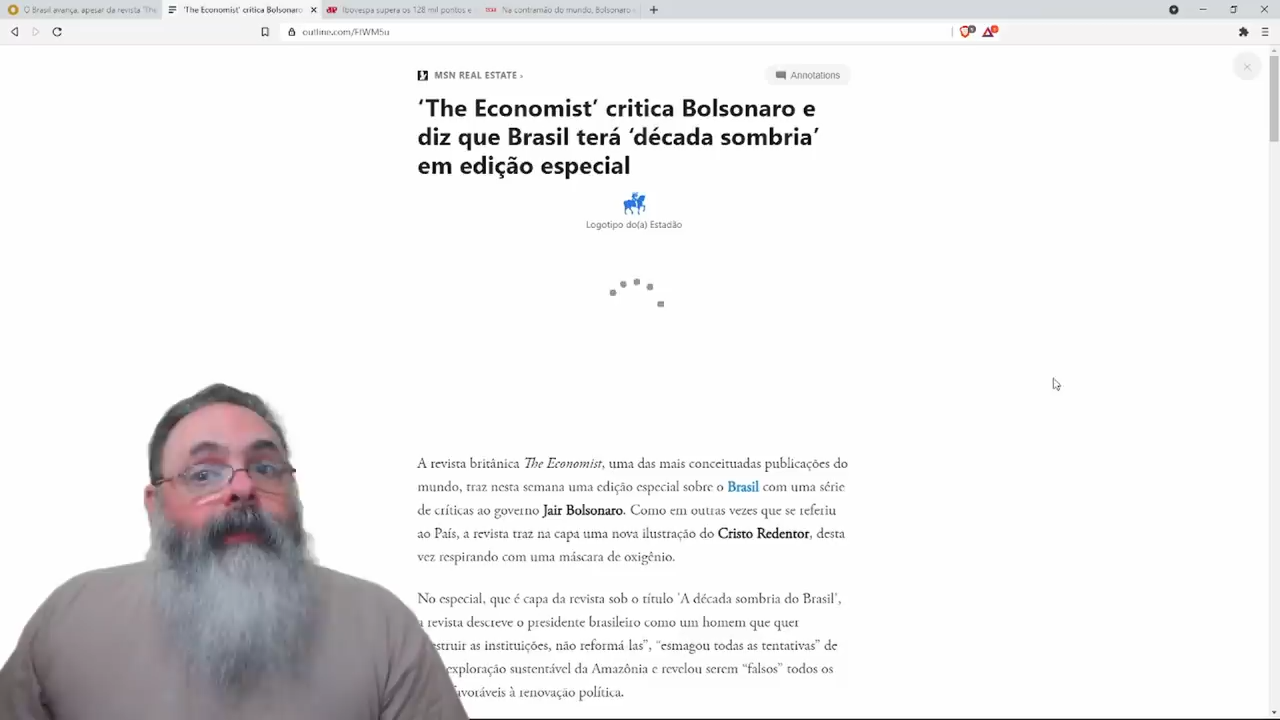 O Brasil avança, apesar da revista "The
'The Economist' critica Bolsonaro
Ibovespa supera os 128 mil pontos e
Na contramão do mundo, Bolsonaro
outline.com/FIWM5u
MSN REAL ESTATE ›
Annotations
'The Economist' critica Bolsonaro e
diz que Brasil terá 'década sombria'
em edição especial
Logotipo do(a) Estadão
A revista britânica The Economist, uma das mais conceituadas publicações do
mundo, traz nesta semana uma edição especial sobre o Brasil com uma série
de críticas ao governo Jair Bolsonaro. Como em outras vezes que se referiu
ao País, a revista traz na capa uma nova ilustração do Cristo Redentor, desta
vez respirando com uma máscara de oxigênio.
No especial, que é capa da revista sob o título 'A década sombria do Brasil',
a revista descreve o presidente brasileiro como um homem que quer
struir as instituições, não reformá las", "esmagou todas as tentativas" de
exploração sustentável da Amazônia e revelou serem "falsos" todos os
favoráveis à renovação política.